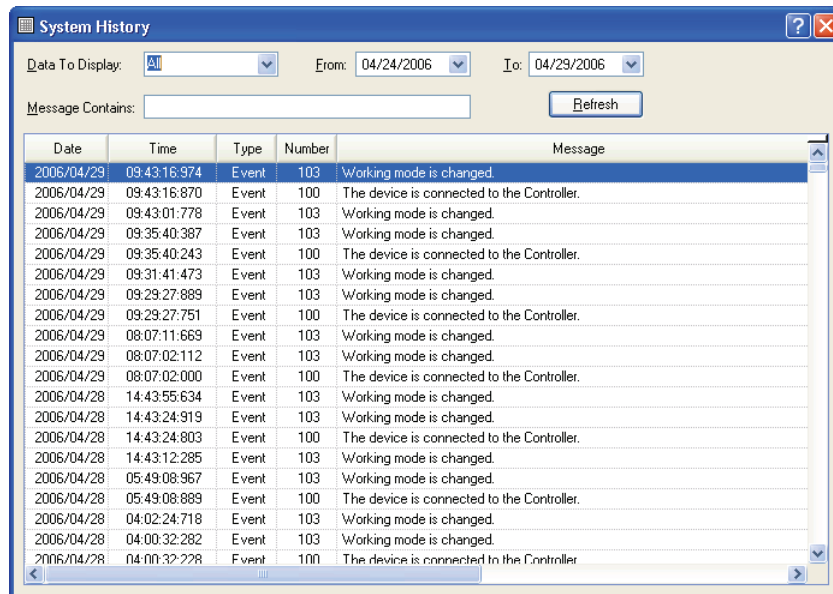 System History
Data To Display: All From: 04/24/2006 To: 04/29/2006
Message Contains: Refresh
Date Time Type Number Message
2006/04/29 09:43:16:974 Event 103 Working mode is changed.
2006/04/29 09:43:16:870 Event 100 The device is connected to the Controller.
2006/04/29 09:43:01:778 Event 103 Working mode is changed.
2006/04/29 09:35:40:387 Event 103 Working mode is changed.
2006/04/29 09:35:40:243 Event 100 The device is connected to the Controller.
2006/04/29 09:31:41:473 Event 103 Working mode is changed.
2006/04/29 09:29:27:889 Event 103 Working mode is changed.
2006/04/29 09:29:27:751 Event 100 The device is connected to the Controller.
2006/04/29 08:07:11:669 Event 103 Working mode is changed.
2006/04/29 08:07:02:112 Event 103 Working mode is changed.
2006/04/29 08:07:02:000 Event 100 The device is connected to the Controller.
2006/04/28 14:43:55:634 Event 103 Working mode is changed.
2006/04/28 14:43:24:919 Event 103 Working mode is changed.
2006/04/28 14:43:24:803 Event 100 The device is connected to the Controller.
2006/04/28 14:43:12:285 Event 103 Working mode is changed.
2006/04/28 05:49:08:967 Event 103 Working mode is changed.
2006/04/28 05:49:08:889 Event 100 The device is connected to the Controller.
2006/04/28 04:02:24:718 Event 103 Working mode is changed.
2006/04/28 04:00:32:282 Event 103 Working mode is changed.
2006/04/28 04:00:32:228 Event 100 The device is connected to the Controller